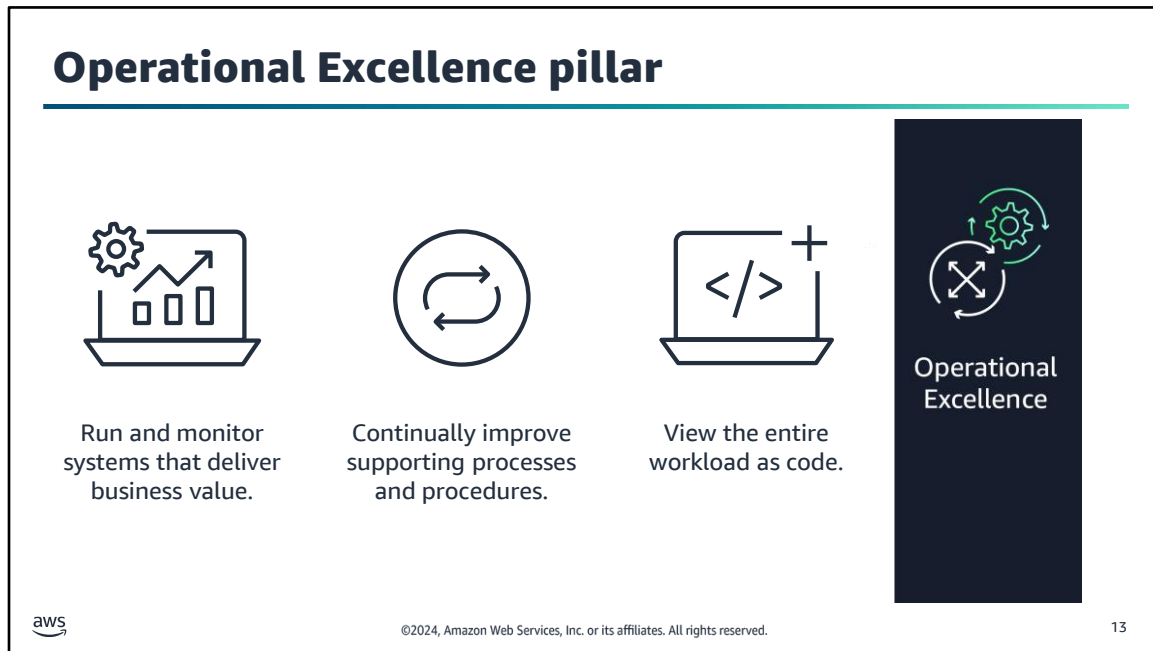 Operational Excellence pillar
Run and monitor
systems that deliver
business value.
Continually improve
supporting processes
and procedures.
</>
View the entire
workload as code.
Operational
Excellence
aws
©2024, Amazon Web Services, Inc. or its affiliates. All rights reserved.
13